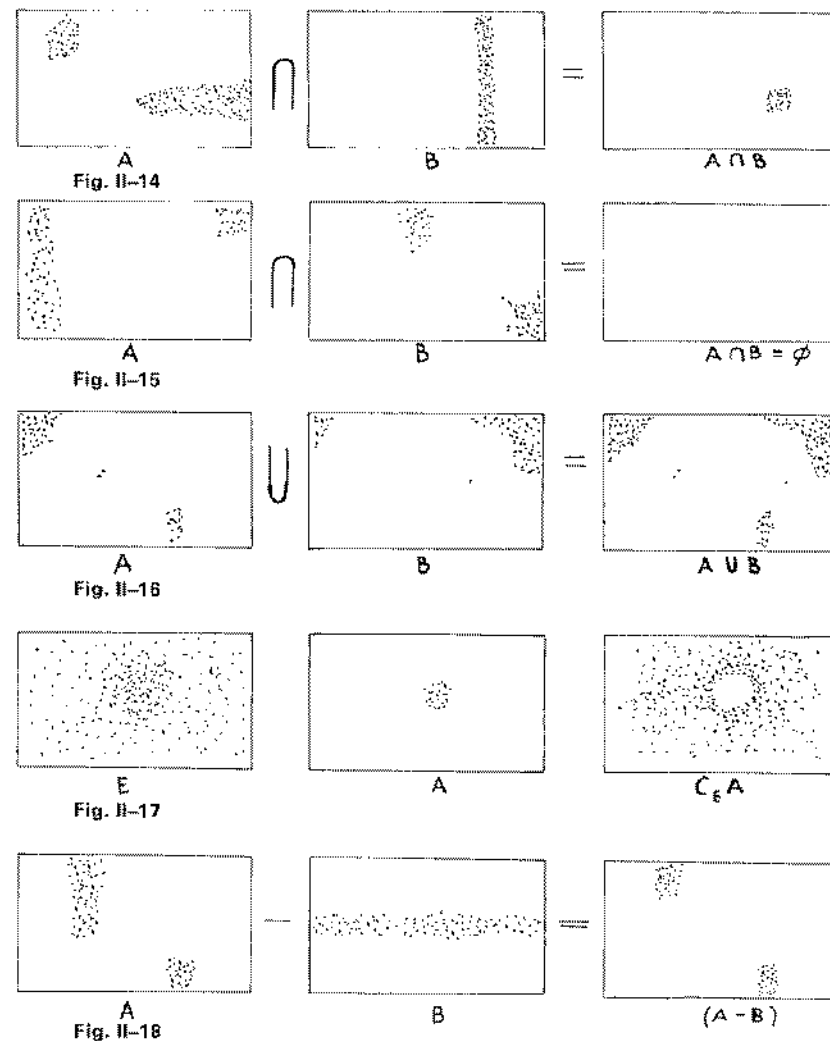 ∩ =
A B A ∩ B
Fig. II–14
∩ =
A B A ∩ B = ϕ
Fig. II–15
∪ =
A B A ∪ B
Fig. II–16
E A C_E A
Fig. II–17
− =
A B (A - B)
Fig. II–18